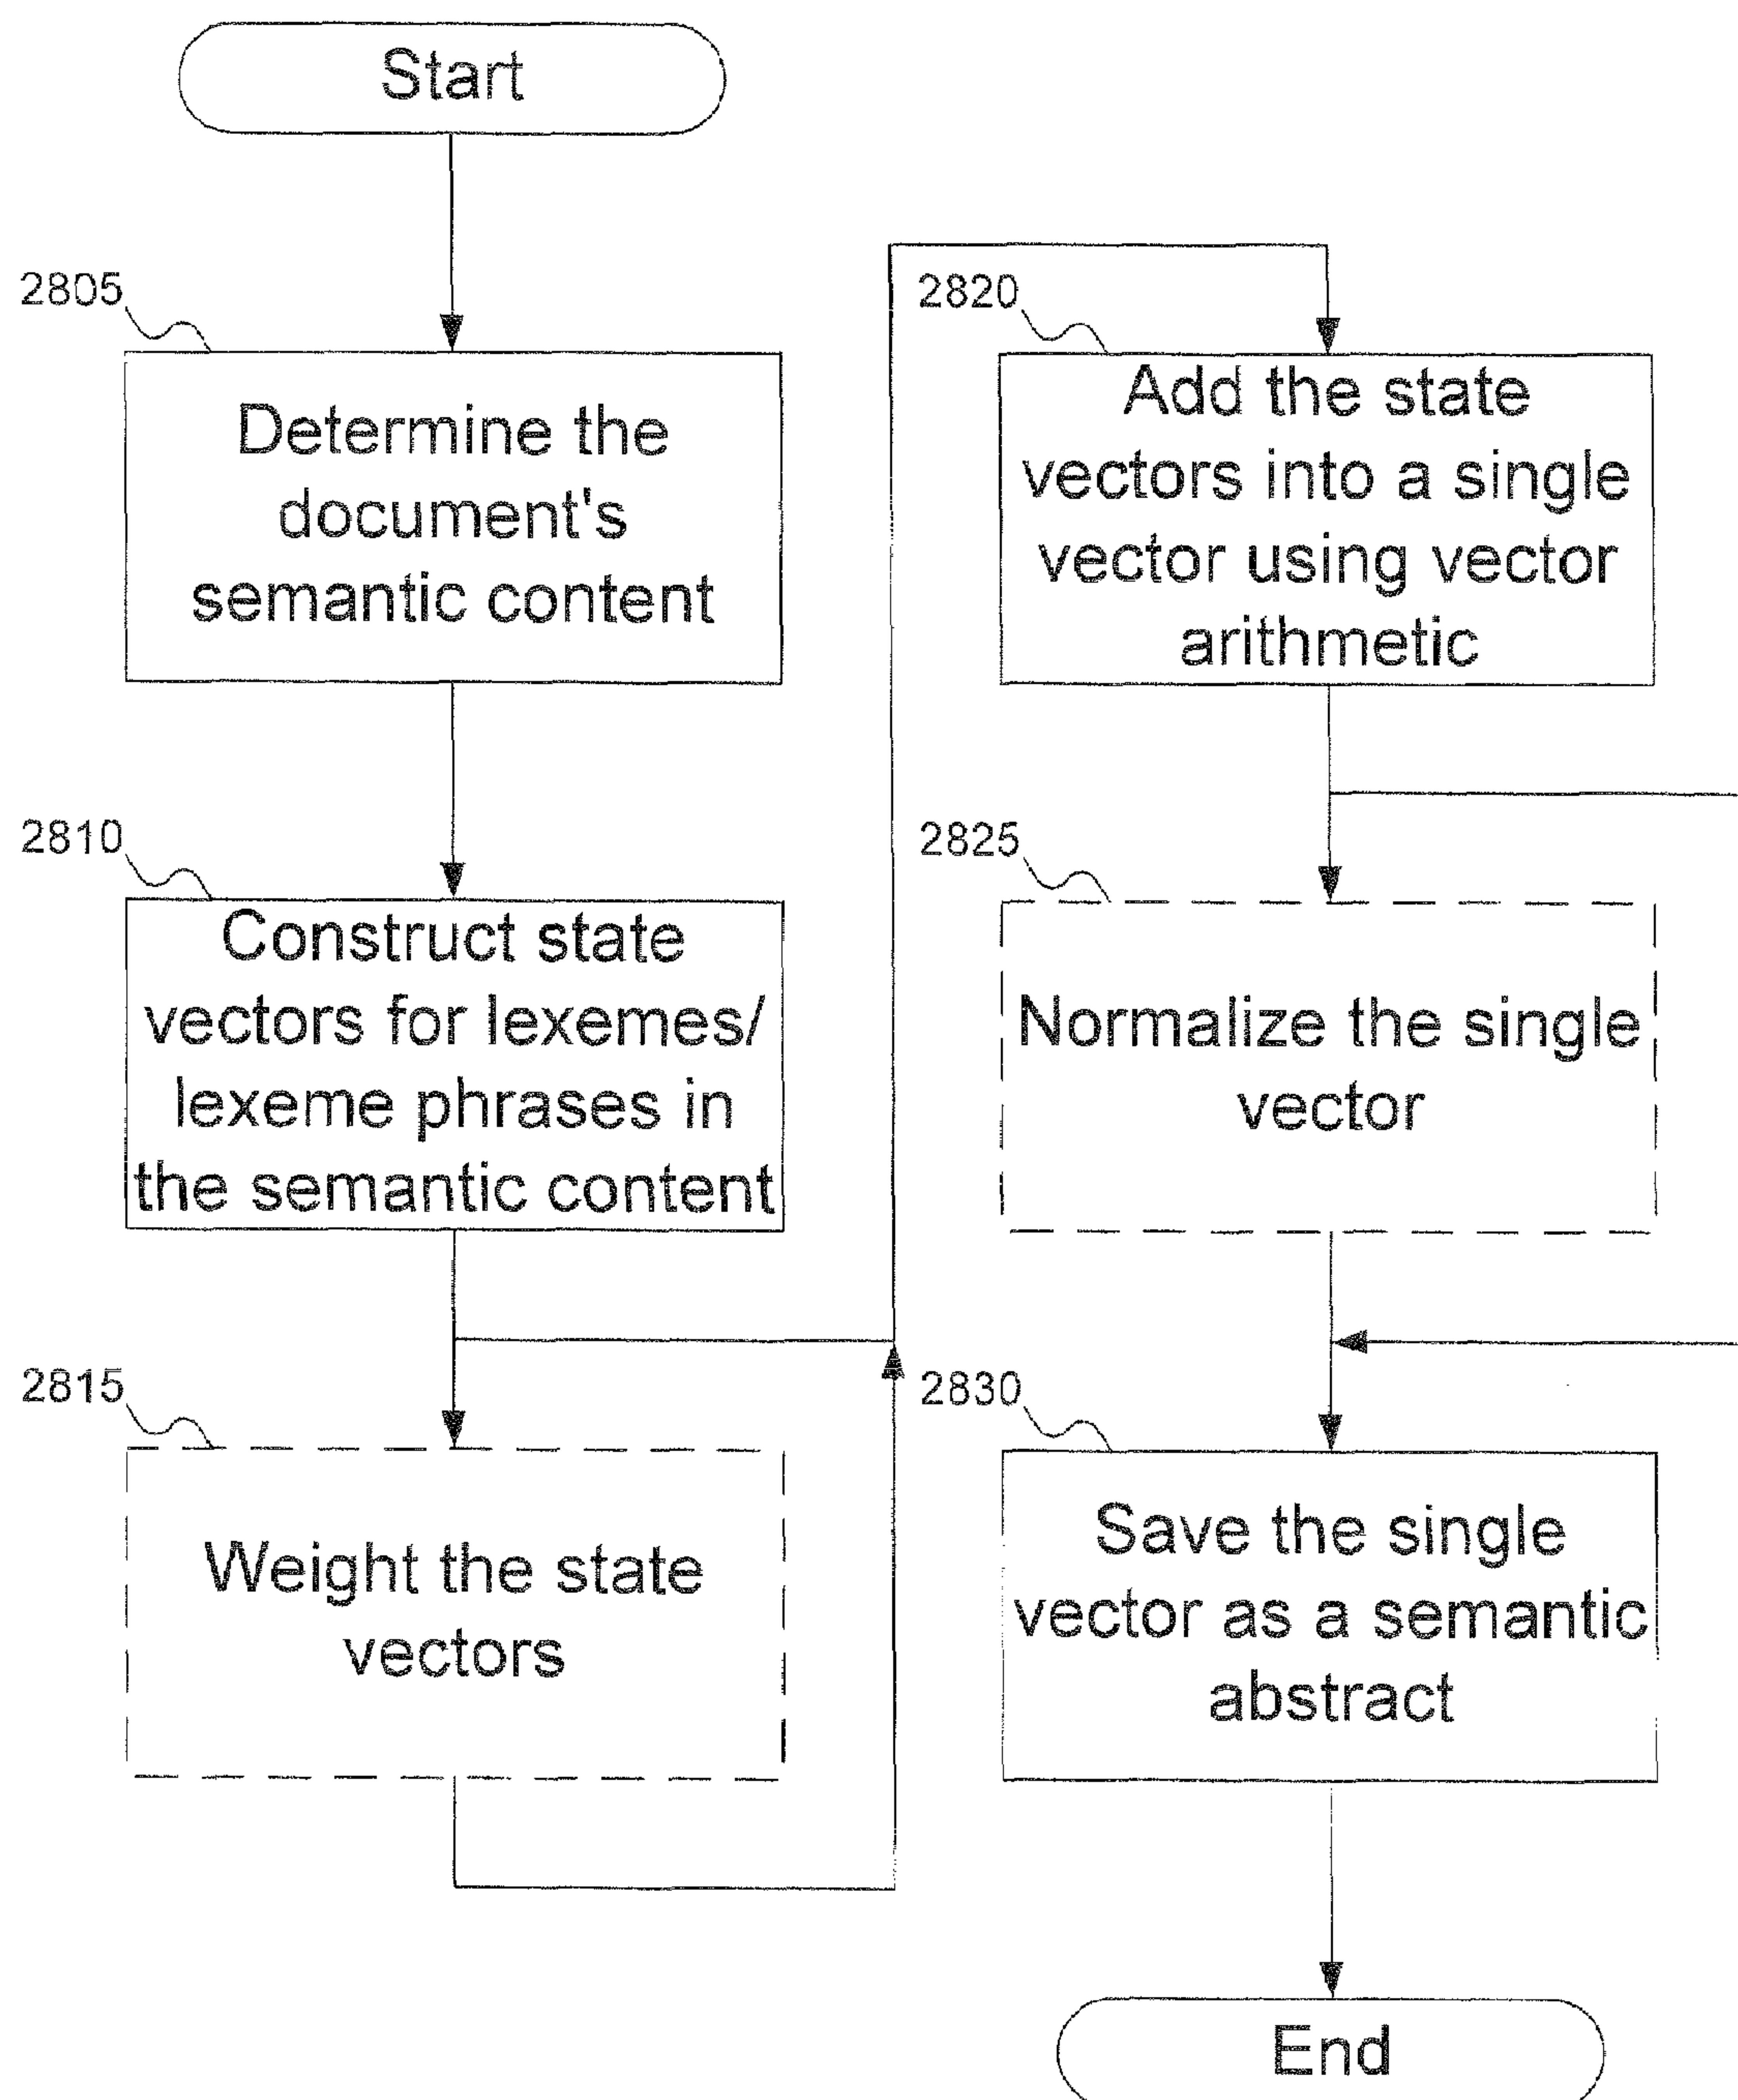 Start
2805
Determine the
document's
semantic content
2810
Construct state
vectors for lexemes/
lexeme phrases in
the semantic content
2815
Weight the state
vectors
2820
Add the state
vectors into a single
vector using vector
arithmetic
2825
Normalize the single
vector
2830
Save the single
vector as a semantic
abstract
End